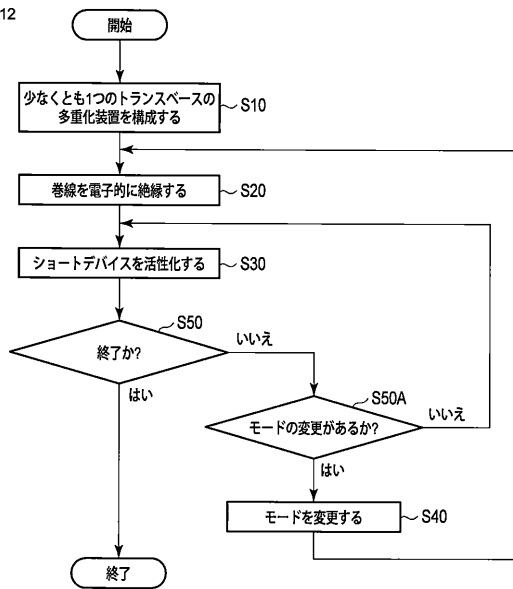 12
開始
少なくとも1つのトランスベースの
多重化装置を構成する
S10
巻線を電子的に絶縁する
S20
ショートデバイスを活性化する
S30
S50
終了か?
いいえ
はい
S50A
モードの変更があるか?
いいえ
はい
モードを変更する
S40
終了